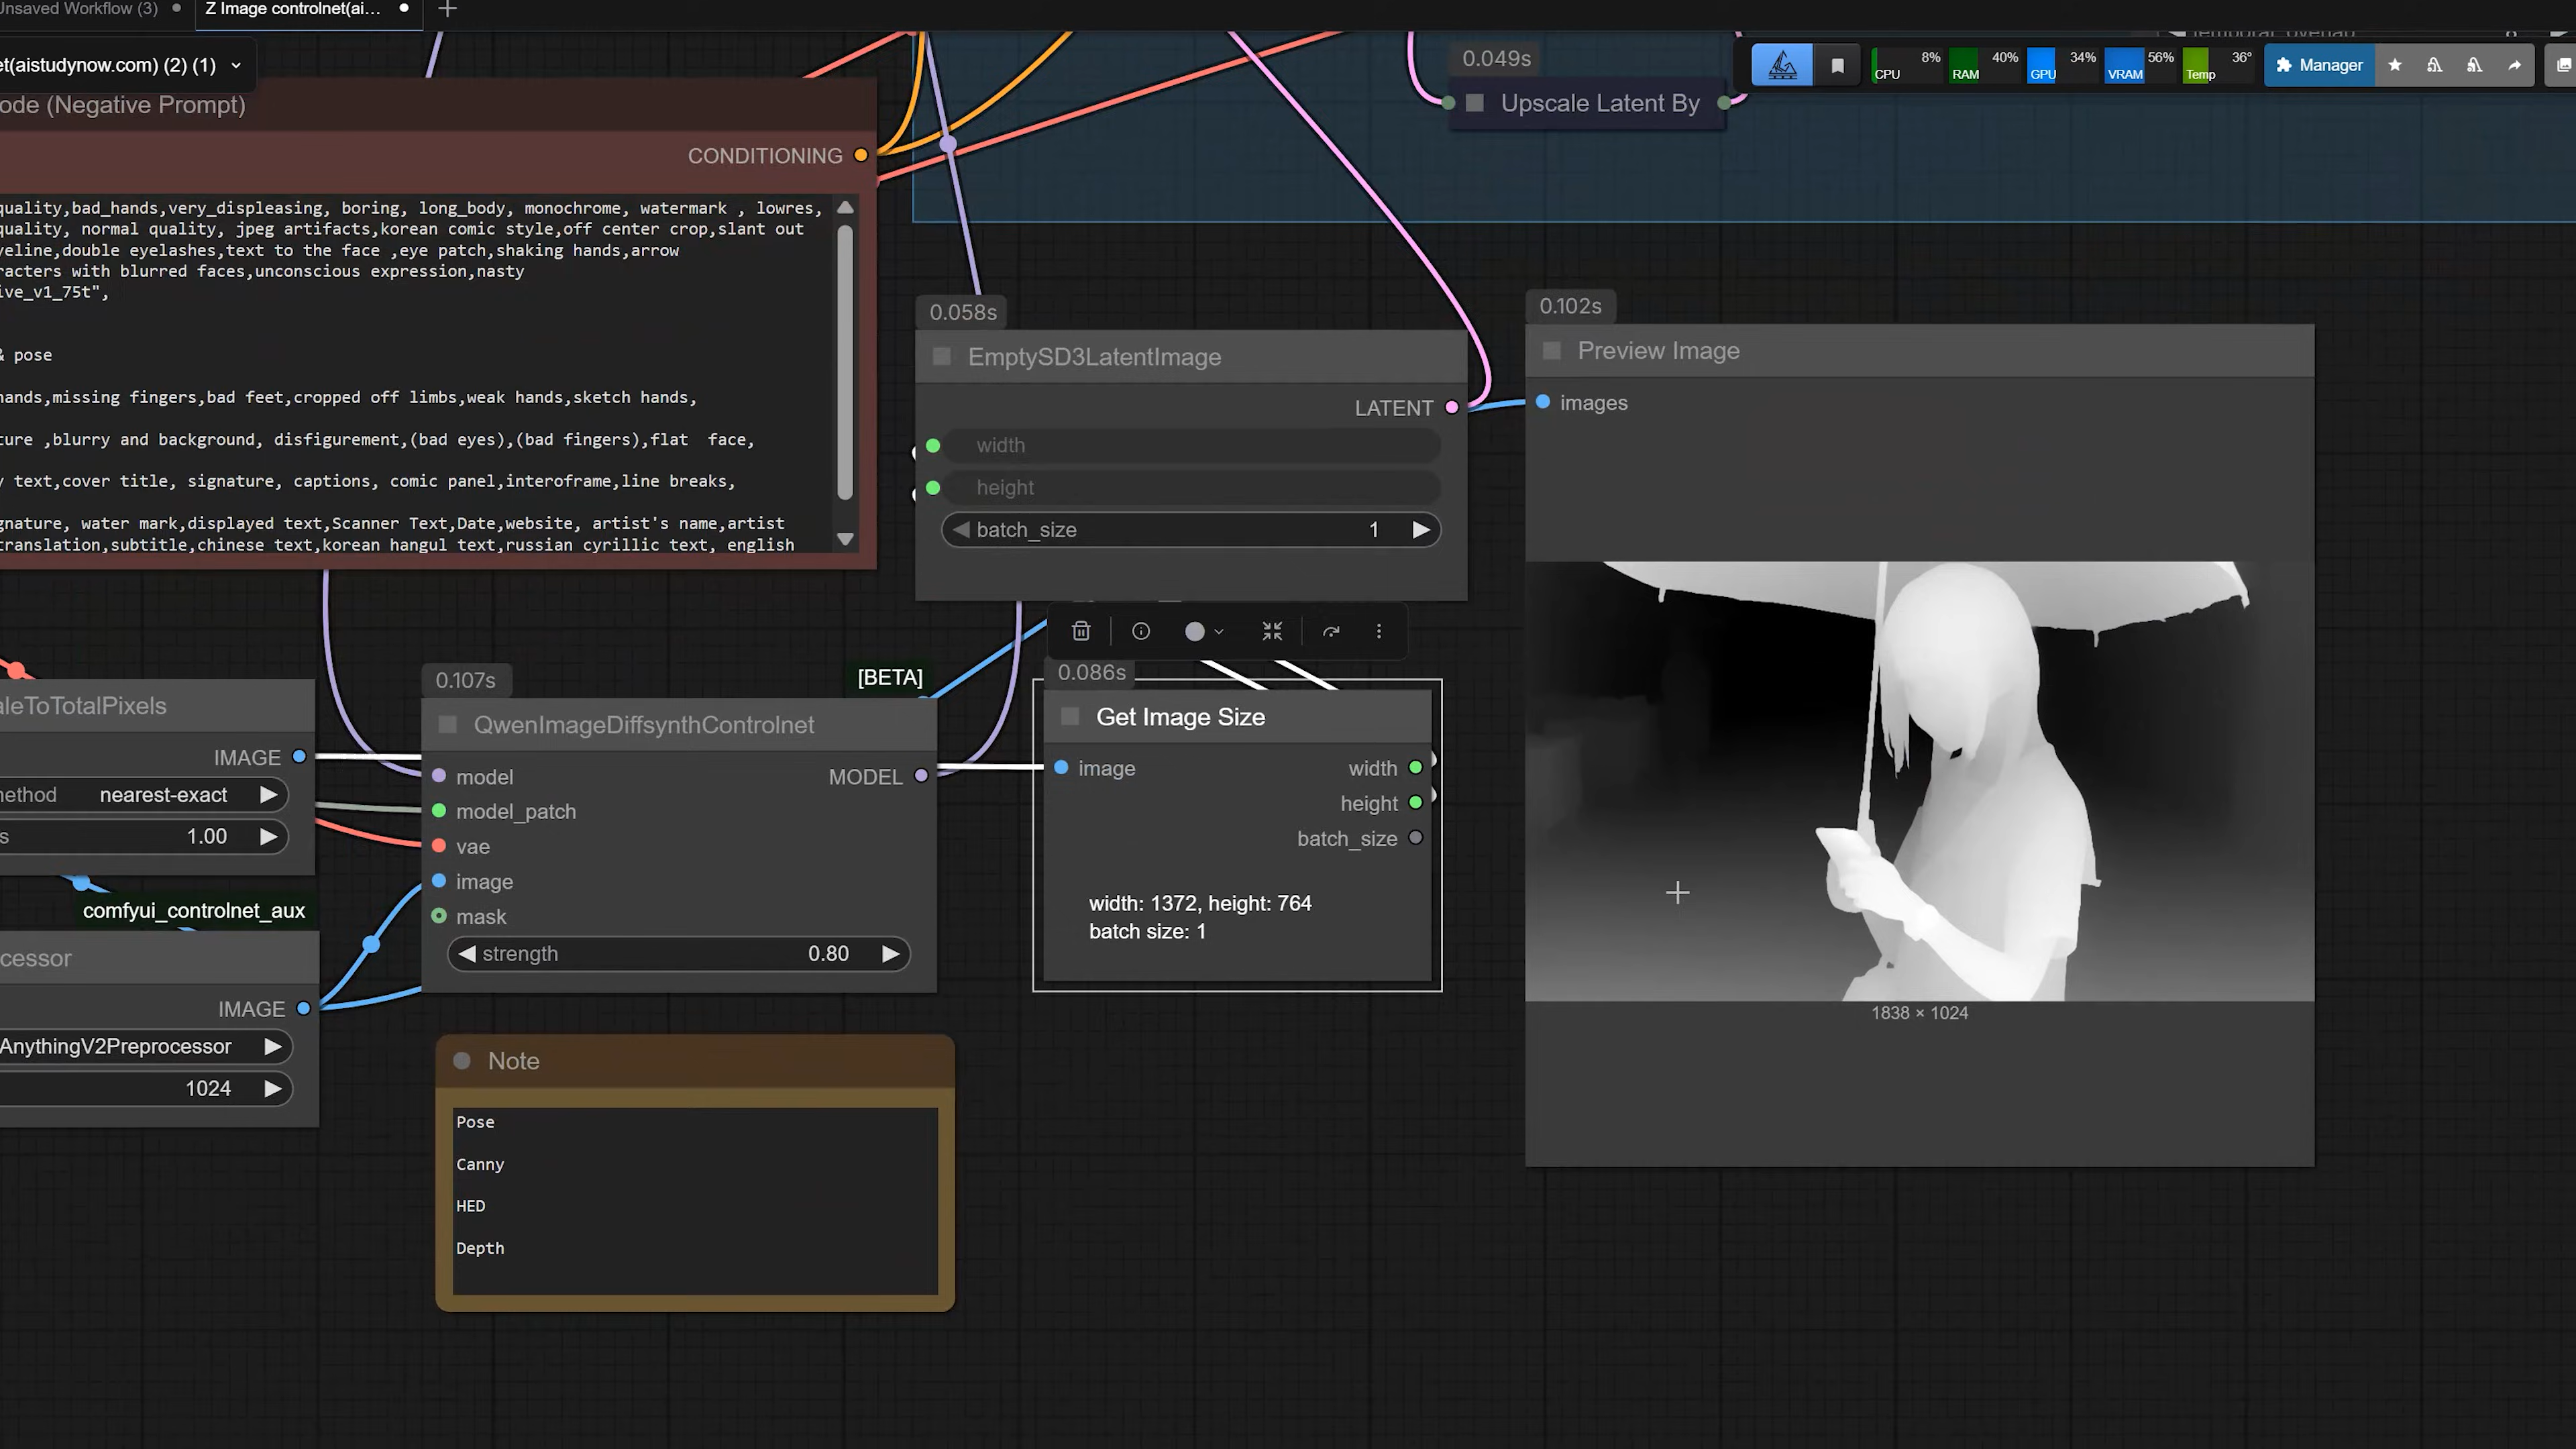 Unsaved Workflow (3)
Z Image controlnet(ai...
et(aistudynow.com) (2) (1)
CPU 8% RAM 40% GPU 34% VRAM 56% Temp 36°
Manager
ode (Negative Prompt)
CONDITIONING
quality,bad_hands,very_displeasing, boring, long_body, monochrome, watermark , lowres,
quality, normal quality, jpeg artifacts,korean comic style,off center crop,slant out
veline,double eyelashes,text to the face ,eye patch,shaking hands,arrow
racters with blurred faces,unconscious expression,nasty
ive_v1_75t",
& pose
hands,missing fingers,bad feet,cropped off limbs,weak hands,sketch hands,
ture ,blurry and background, disfigurement,(bad eyes),(bad fingers),flat  face,
y text,cover title, signature, captions, comic panel,interoframe,line breaks,
gnature, water mark,displayed text,Scanner Text,Date,website, artist's name,artist
translation,subtitle,chinese text,korean hangul text,russian cyrillic text, english
0.049s
Upscale Latent By
0.058s
EmptySD3LatentImage
LATENT
width
height
batch_size 1
0.102s
Preview Image
images
1838 × 1024
aleToTotalPixels
IMAGE
nethod nearest-exact
s 1.00
comfyui_controlnet_aux
cessor
IMAGE
AnythingV2Preprocessor
1024
0.107s
[BETA]
QwenImageDiffsynthControlnet
model MODEL
model_patch
vae
image
mask
strength 0.80
0.086s
Get Image Size
image width
height
batch_size
width: 1372, height: 764
batch size: 1
Note
Pose
Canny
HED
Depth